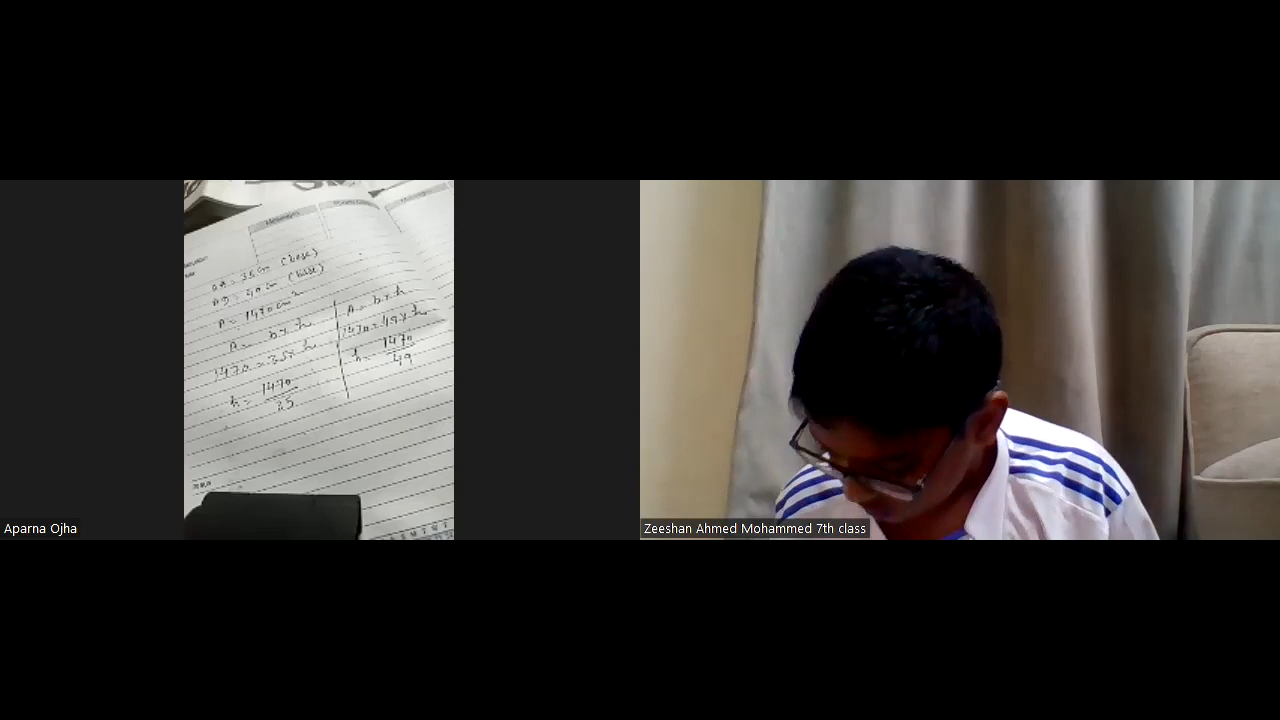 AB = 35 cm (base)
AD = 49 cm (base)
A = 1470 cm²
A = b x h
1470 = 35 x h
h = 1470
35
A = b x h
1470 = 49 x h
h = 1470
49
Aparna Ojha
Zeeshan Ahmed Mohammed 7th class